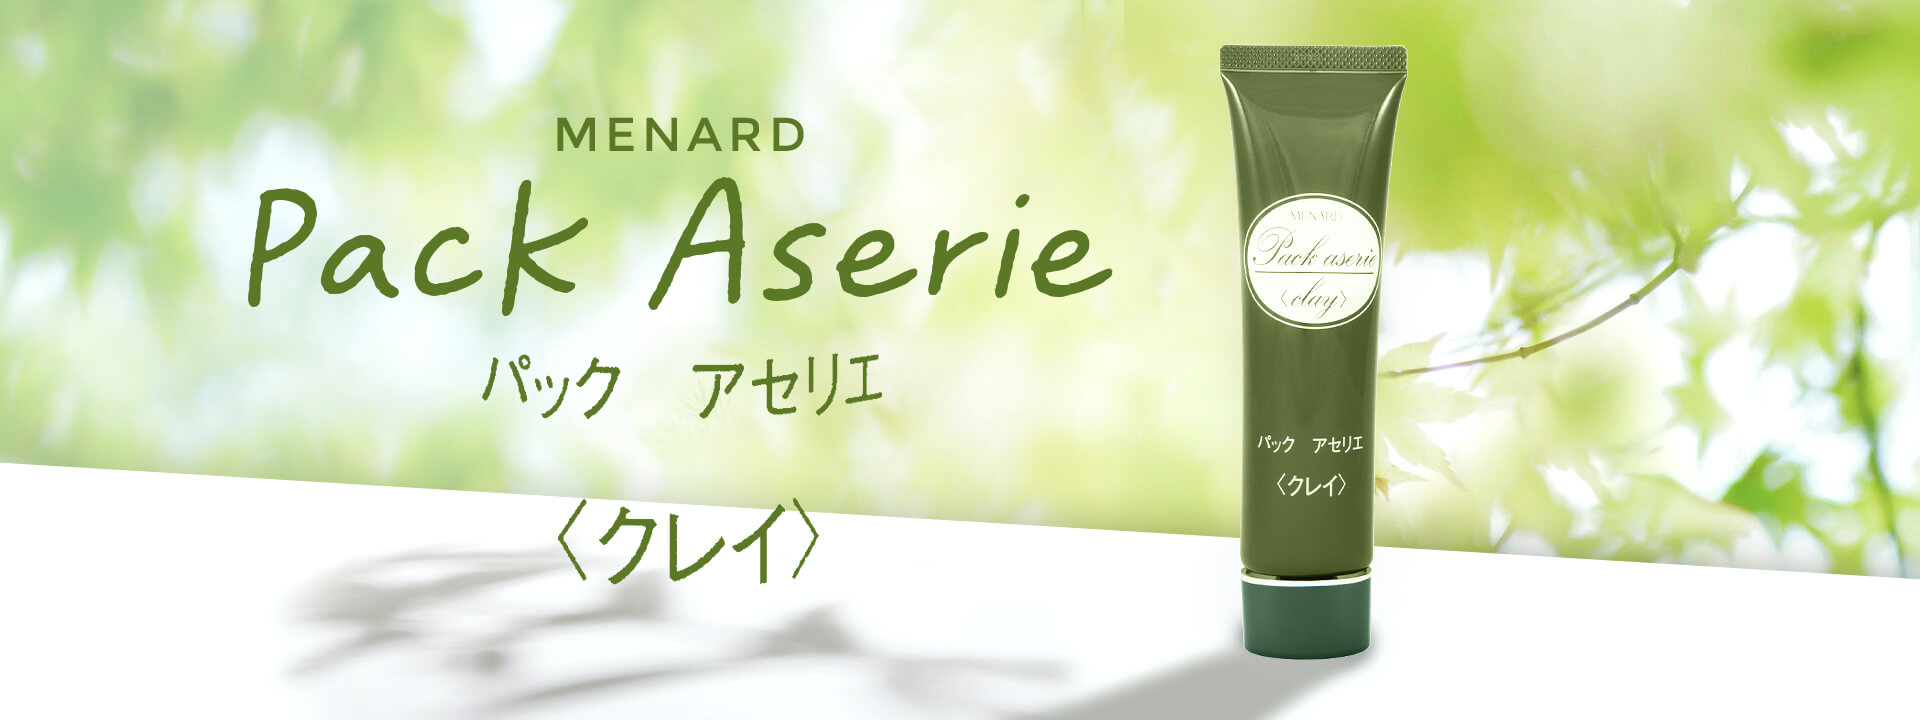 MENARD
Pack Aserie
パック　アセリエ
〈クレイ〉
MENARD
Pack aserie
〈clay〉
パック　アセリエ
〈クレイ〉